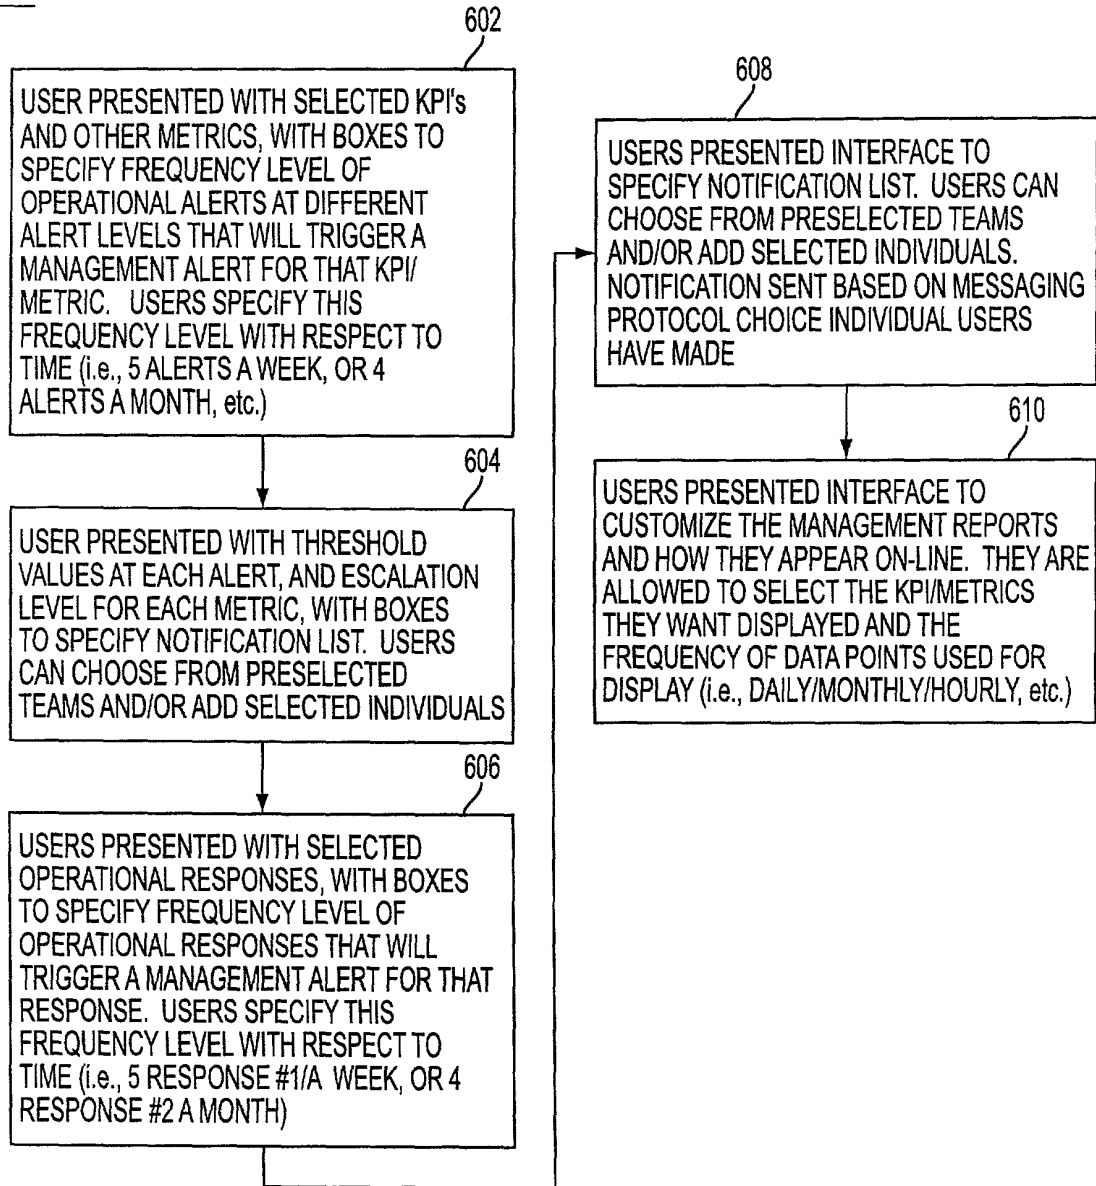 602
USER PRESENTED WITH SELECTED KPI's
AND OTHER METRICS, WITH BOXES TO
SPECIFY FREQUENCY LEVEL OF
OPERATIONAL ALERTS AT DIFFERENT
ALERT LEVELS THAT WILL TRIGGER A
MANAGEMENT ALERT FOR THAT KPI/
METRIC. USERS SPECIFY THIS
FREQUENCY LEVEL WITH RESPECT TO
TIME (i.e., 5 ALERTS A WEEK, OR 4
ALERTS A MONTH, etc.)
604
USER PRESENTED WITH THRESHOLD
VALUES AT EACH ALERT, AND ESCALATION
LEVEL FOR EACH METRIC, WITH BOXES
TO SPECIFY NOTIFICATION LIST. USERS
CAN CHOOSE FROM PRESELECTED
TEAMS AND/OR ADD SELECTED INDIVIDUALS
606
USERS PRESENTED WITH SELECTED
OPERATIONAL RESPONSES, WITH BOXES
TO SPECIFY FREQUENCY LEVEL OF
OPERATIONAL RESPONSES THAT WILL
TRIGGER A MANAGEMENT ALERT FOR THAT
RESPONSE. USERS SPECIFY THIS
FREQUENCY LEVEL WITH RESPECT TO
TIME (i.e., 5 RESPONSE #1/A WEEK, OR 4
RESPONSE #2 A MONTH)
608
USERS PRESENTED INTERFACE TO
SPECIFY NOTIFICATION LIST. USERS CAN
CHOOSE FROM PRESELECTED TEAMS
AND/OR ADD SELECTED INDIVIDUALS.
NOTIFICATION SENT BASED ON MESSAGING
PROTOCOL CHOICE INDIVIDUAL USERS
HAVE MADE
610
USERS PRESENTED INTERFACE TO
CUSTOMIZE THE MANAGEMENT REPORTS
AND HOW THEY APPEAR ON-LINE. THEY ARE
ALLOWED TO SELECT THE KPI/METRICS
THEY WANT DISPLAYED AND THE
FREQUENCY OF DATA POINTS USED FOR
DISPLAY (i.e., DAILY/MONTHLY/HOURLY, etc.)